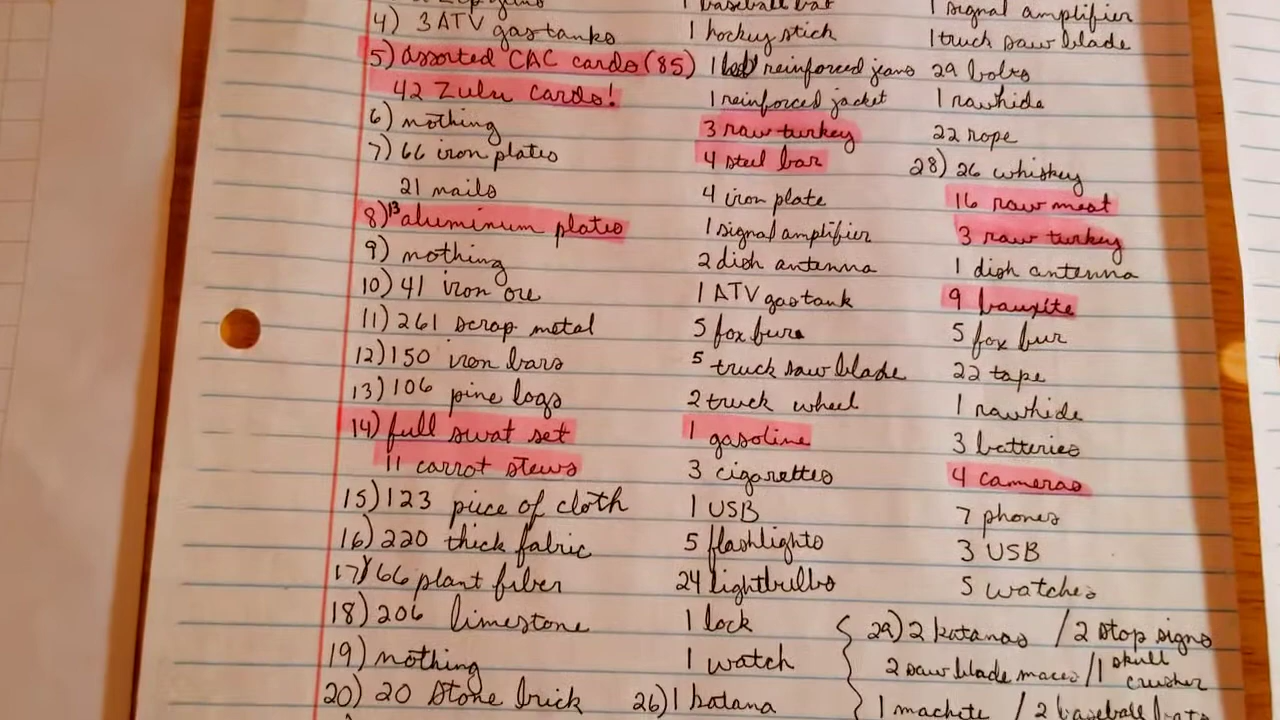 4) 3 ATV gas tanks
5) assorted CAC cards (85)
42 Zulu cards!
6) nothing
7) 66 iron plates
21 nails
8) 13 aluminum plates
9) nothing
10) 41 iron ore
11) 261 scrap metal
12) 150 iron bars
13) 106 pine logs
14) full swat set
11 carrot stews
15) 123 piece of cloth
16) 220 thick fabric
17) 66 plant fiber
18) 206 limestone
19) nothing
20) 20 stone brick
1 baseball bat
1 hockey stick
1 reinforced jeans
1 reinforced jacket
3 raw turkey
4 steel bar
4 iron plate
1 signal amplifier
2 dish antenna
1 ATV gas tank
5 fox furs
5 truck saw blade
2 truck wheel
1 gasoline
3 cigarettes
1 USB
5 flashlights
24 lightbulbs
1 lock
1 watch
26) 1 katana
1 signal amplifier
1 truck saw blade
29 bolts
1 rawhide
22 rope
28) 26 whiskey
16 raw meat
3 raw turkey
1 dish antenna
9 bauxite
5 fox fur
22 tape
1 rawhide
3 batteries
4 cameras
7 phones
3 USB
5 watches
29) 2 katanas / 2 stop signs
2 saw blade maces / 1 skull crusher
1 machete / 2 baseball bats